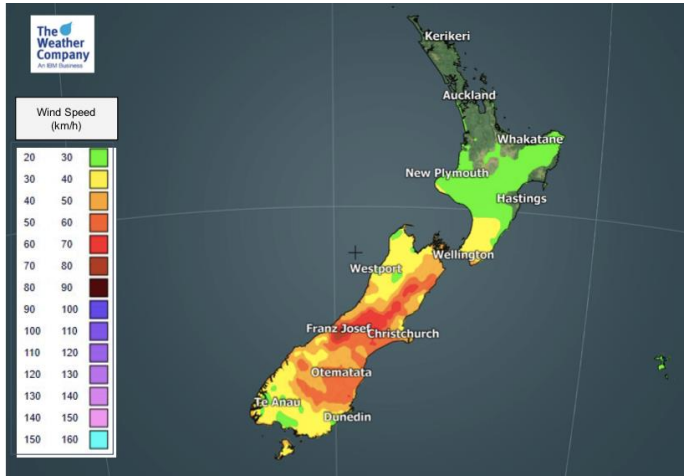 The
Weather
Company
An IBM Business
Wind Speed
(km/h)
20 30
30 40
40 50
50 60
60 70
70 80
80 90
90 100
100 110
110 120
120 130
130 140
140 150
150 160
Kerikeri
Auckland
Whakatane
New Plymouth
Hastings
Wellington
Westport
Franz Josef
Christchurch
Otematata
Te Anau
Dunedin